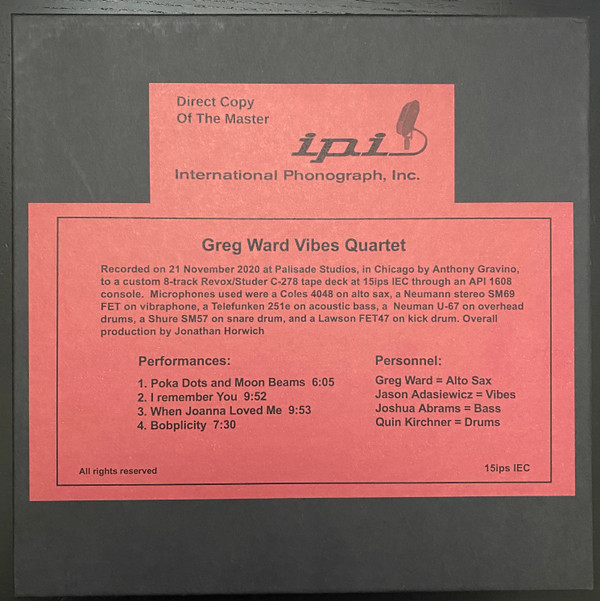 Direct Copy
Of The Master
ipi
International Phonograph, Inc.
Greg Ward Vibes Quartet
Recorded on 21 November 2020 at Palisade Studios, in Chicago by Anthony Gravino,
to a custom 8-track Revox/Studer C-278 tape deck at 15ips IEC through an API 1608
console. Microphones used were a Coles 4048 on alto sax, a Neumann stereo SM69
FET on vibraphone, a Telefunken 251e on acoustic bass, a Neuman U-67 on overhead
drums, a Shure SM57 on snare drum, and a Lawson FET47 on kick drum. Overall
production by Jonathan Horwich
Performances:
1. Poka Dots and Moon Beams 6:05
2. I remember You 9:52
3. When Joanna Loved Me 9:53
4. Bobplicity 7:30
Personnel:
Greg Ward = Alto Sax
Jason Adasiewicz = Vibes
Joshua Abrams = Bass
Quin Kirchner = Drums
All rights reserved
15ips IEC